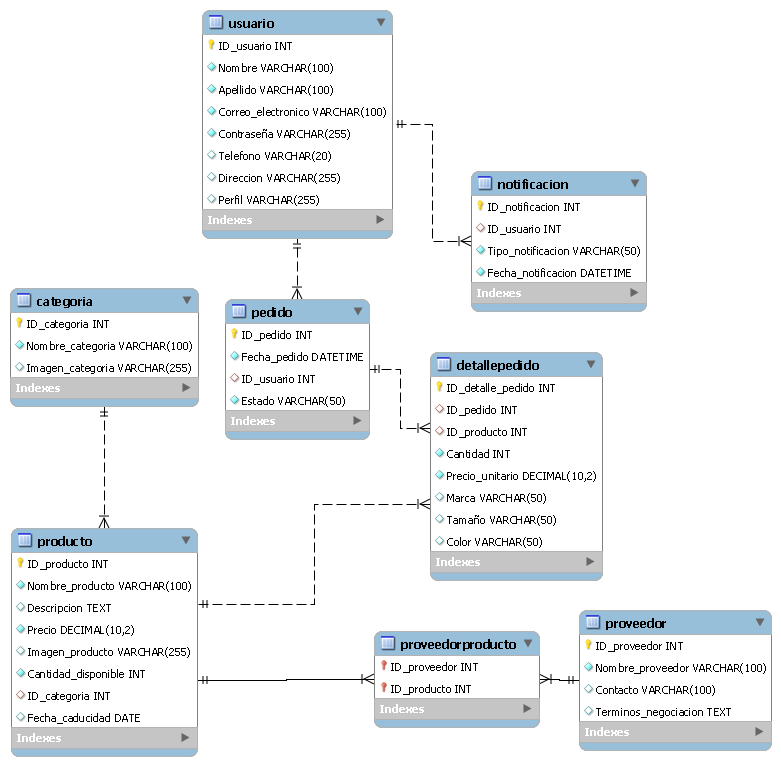 usuario
ID_usuario INT
Nombre VARCHAR(100)
Apellido VARCHAR(100)
Correo_electronico VARCHAR(100)
Contraseña VARCHAR(255)
Telefono VARCHAR(20)
Direccion VARCHAR(255)
Perfil VARCHAR(255)
Indexes
notificacion
ID_notificacion INT
ID_usuario INT
Tipo_notificacion VARCHAR(50)
Fecha_notificacion DATETIME
Indexes
categoria
ID_categoria INT
Nombre_categoria VARCHAR(100)
Imagen_categoria VARCHAR(255)
Indexes
pedido
ID_pedido INT
Fecha_pedido DATETIME
ID_usuario INT
Estado VARCHAR(50)
Indexes
detallepedido
ID_detalle_pedido INT
ID_pedido INT
ID_producto INT
Cantidad INT
Precio_unitario DECIMAL(10,2)
Marca VARCHAR(50)
Tamaño VARCHAR(50)
Color VARCHAR(50)
Indexes
producto
ID_producto INT
Nombre_producto VARCHAR(100)
Descripcion TEXT
Precio DECIMAL(10,2)
Imagen_producto VARCHAR(255)
Cantidad_disponible INT
ID_categoria INT
Fecha_caducidad DATE
Indexes
proveedorproducto
ID_proveedor INT
ID_producto INT
Indexes
proveedor
ID_proveedor INT
Nombre_proveedor VARCHAR(100)
Contacto VARCHAR(100)
Terminos_negociacion TEXT
Indexes